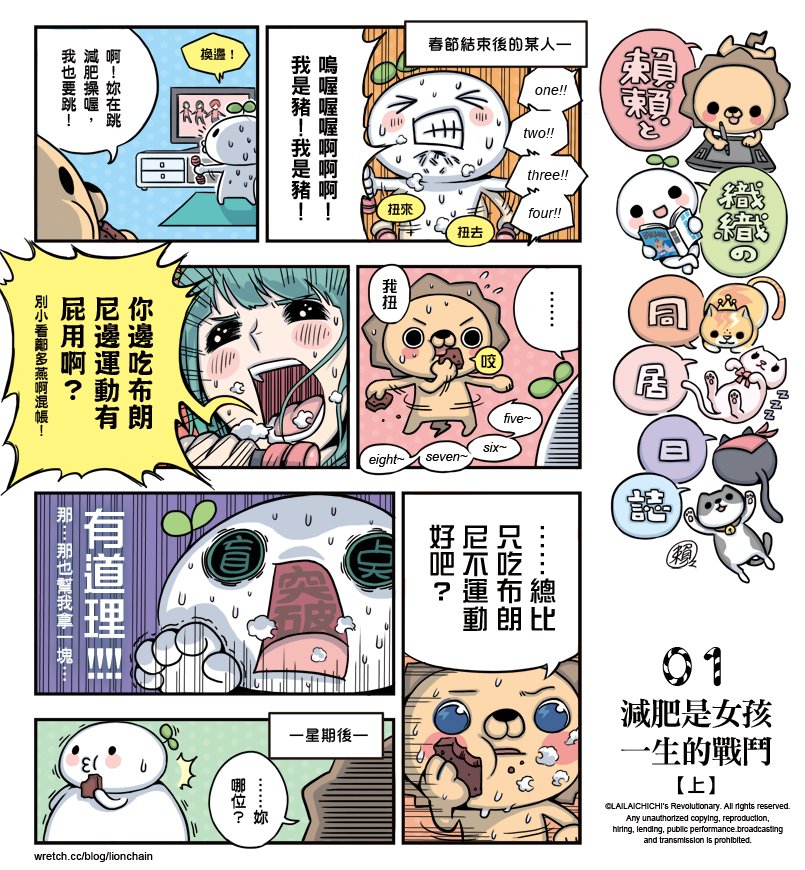 賴賴と
織織の
同
居
日
誌
賴
01
減肥是女孩
一生的戰鬥
【上】
©LAILAICHICHI's Revolutionary. All rights reserved.
Any unauthorized copying, reproduction,
hiring, lending, public performance.broadcasting
and transmission is prohibited.
春節結束後的某人—
one!!
two!!
three!!
four!!
嗚喔喔喔啊啊啊！
我是豬！我是豬！
扭來
扭去
換邊！
啊！妳在跳
減肥操喔，
我也要跳！
……
我扭
咬
five~
six~
seven~
eight~
你邊吃布朗
尼邊運動有
屁用啊？
別小看鄭多燕啊混帳！
……總比
只吃布朗
尼不運動
好吧？
盲
点
突破
有道理!!!!
那…那也幫我拿一塊…
—星期後—
……妳
哪位？
wretch.cc/blog/lionchain